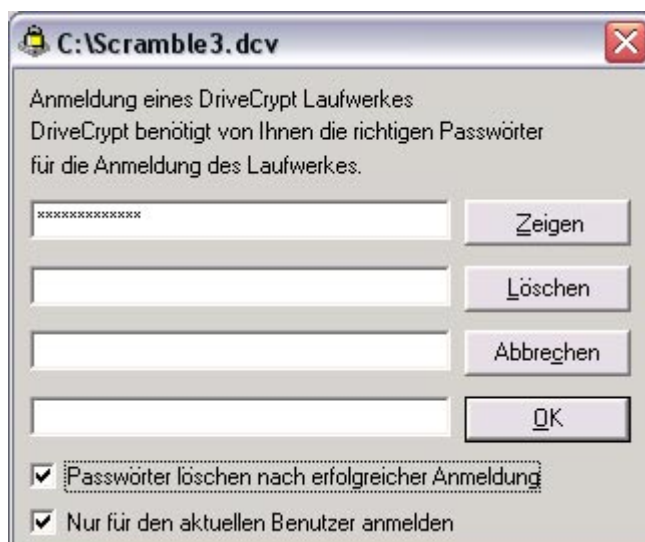 C:\Scramble3.dcv
Anmeldung eines DriveCrypt Laufwerkes
DriveCrypt benötigt von Ihnen die richtigen Passwörter
für die Anmeldung des Laufwerkes.
*************
Zeigen
Löschen
Abbrechen
OK
Passwörter löschen nach erfolgreicher Anmeldung
Nur für den aktuellen Benutzer anmelden